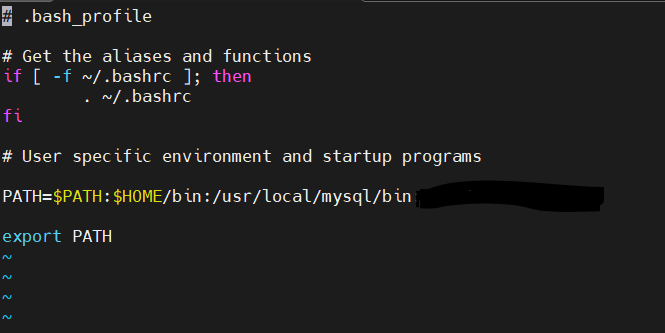 # .bash_profile
# Get the aliases and functions
if [ -f ~/.bashrc ]; then
        . ~/.bashrc
fi
# User specific environment and startup programs
PATH=$PATH:$HOME/bin:/usr/local/mysql/bin
export PATH
~
~
~
~